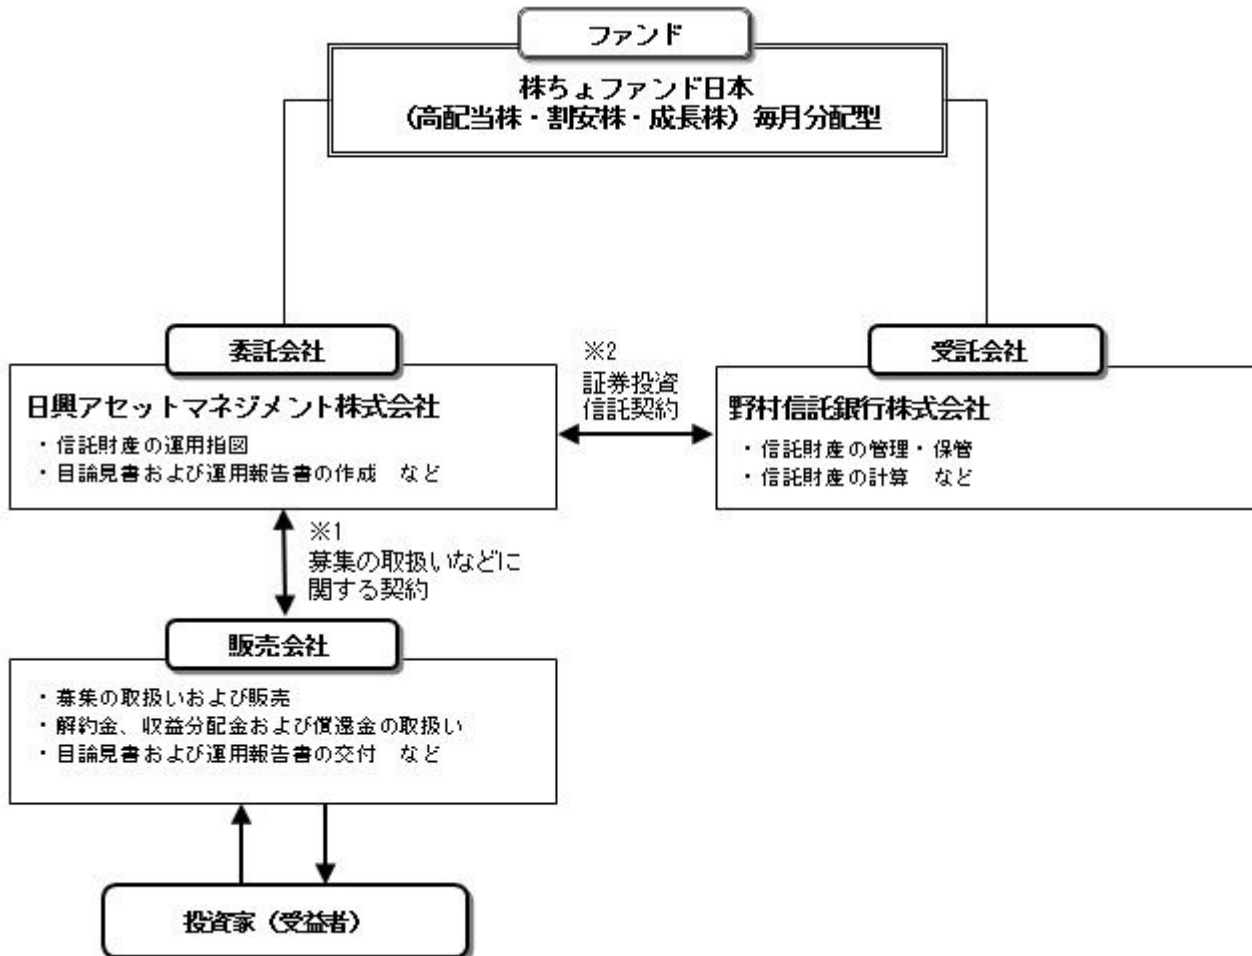 ファンド
株ちょファンド日本
(高配当株・割安株・成長株)毎月分配型
委託会社
日興アセットマネジメント株式会社
・信託財産の運用指図
・目論見書および運用報告書の作成 など
※2
証券投資
信託契約
受託会社
野村信託銀行株式会社
・信託財産の管理・保管
・信託財産の計算 など
※1
募集の取扱いなどに
関する契約
販売会社
・募集の取扱いおよび販売
・解約金、収益分配金および償還金の取扱い
・目論見書および運用報告書の交付 など
投資家(受益者)